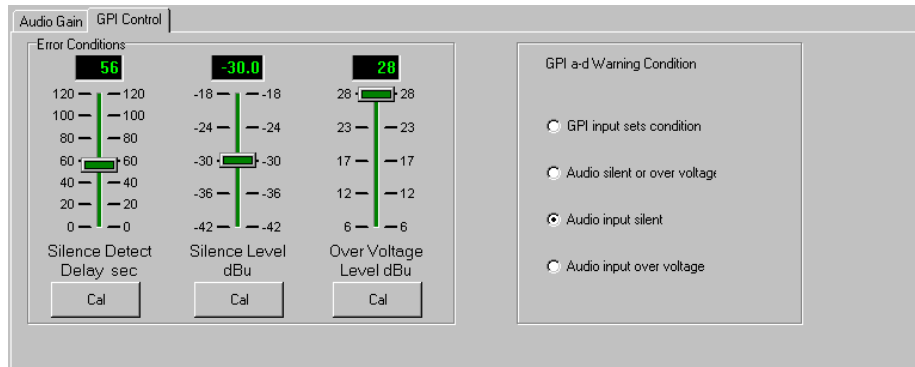 Audio Gain GPI Control
Error Conditions
56 -30.0 28
120 120 -18 -18 28 28
100 100
-24 -24 23 23
80 80
60 60 -30 -30 17 17
40 40
-36 -36 12 12
20 20
0 0 -42 -42 6 6
Silence Detect Silence Level Over Voltage
Delay sec dBu Level dBu
Cal Cal Cal
GPI a-d Warning Condition
GPI input sets condition
Audio silent or over voltage
Audio input silent
Audio input over voltage